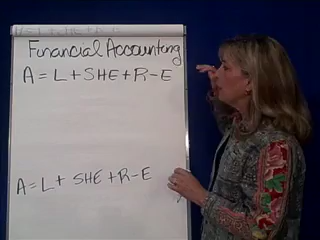 Financial Accounting
A = L + SHE + R - E
A = L + SHE + R - E